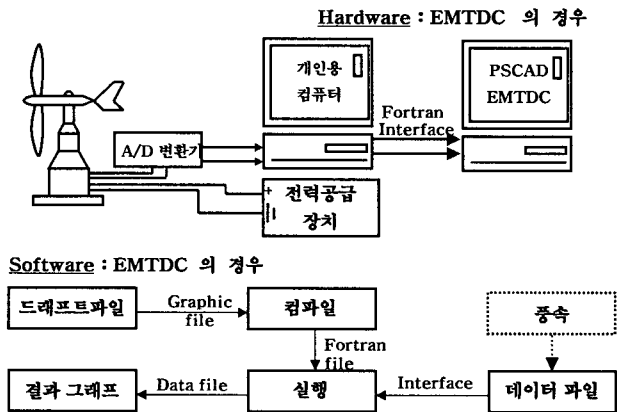 Hardware : EMTDC 의 경우
개인용
컴퓨터
PSCAD
EMTDC
Fortran
Interface
A/D 변환기
+ 전력공급
장치
Software : EMTDC 의 경우
드래프트파일
Graphic
file
컴파일
풍속
Fortran
file
결과 그래프
Data file
실행
Interface
데이터 파일